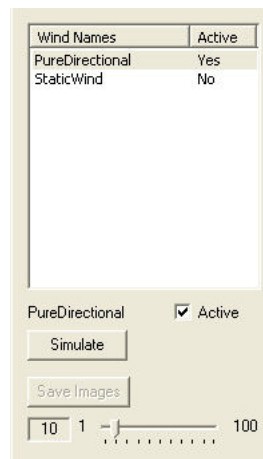 Wind Names Active
PureDirectional Yes
StaticWind No
PureDirectional Active
Simulate
Save Images
10 1 100